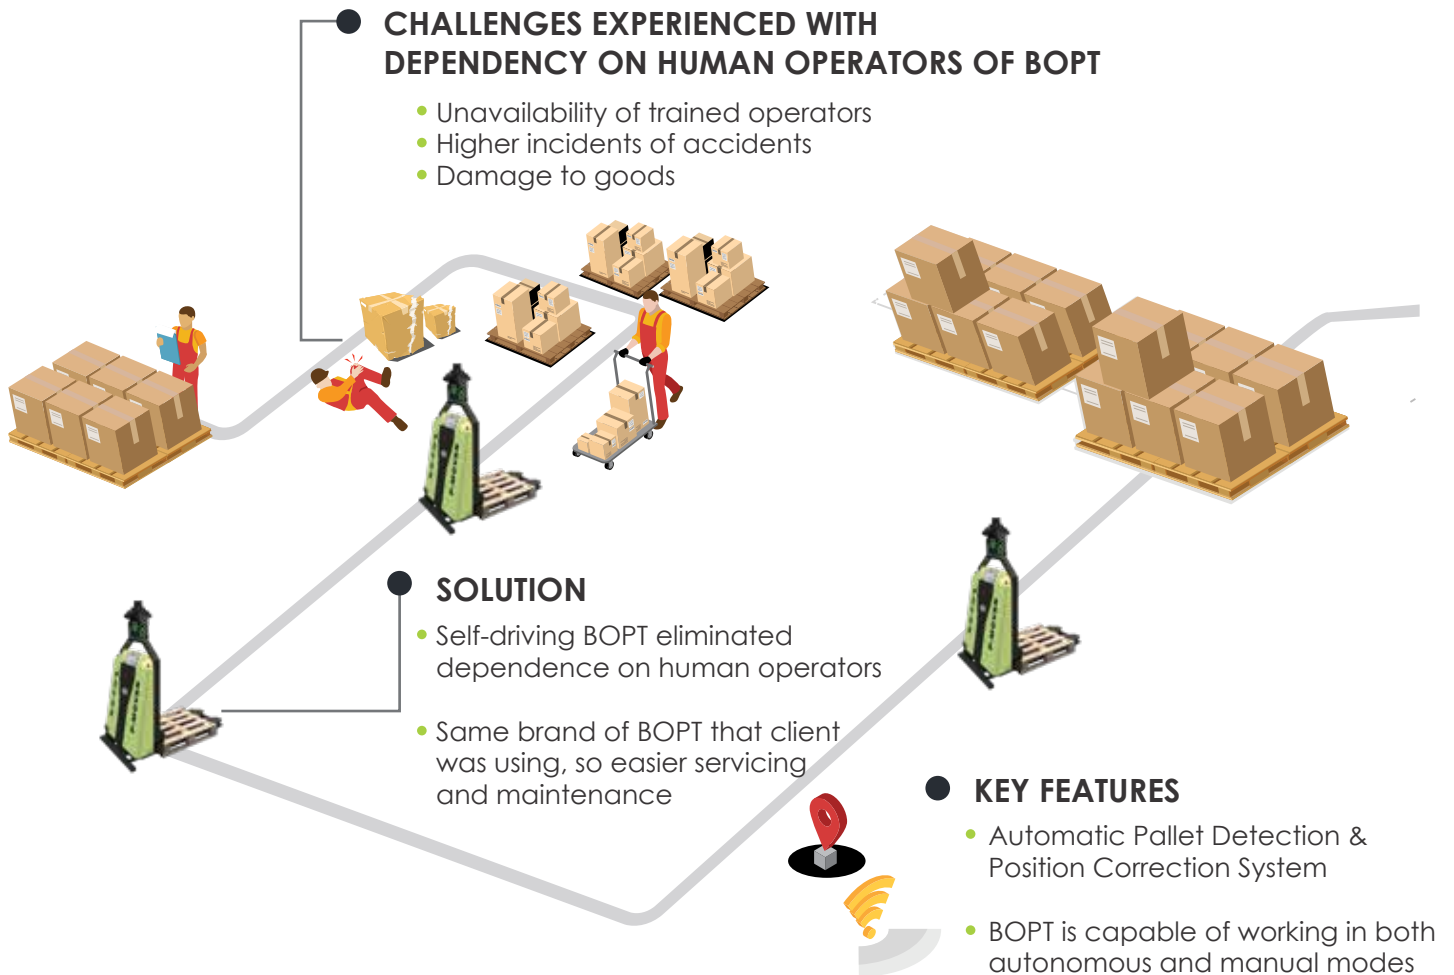 CHALLENGES EXPERIENCED WITH
DEPENDENCY ON HUMAN OPERATORS OF BOPT
• Unavailability of trained operators
• Higher incidents of accidents
• Damage to goods
SOLUTION
• Self-driving BOPT eliminated
dependence on human operators
• Same brand of BOPT that client
was using, so easier servicing
and maintenance
KEY FEATURES
• Automatic Pallet Detection &
Position Correction System
• BOPT is capable of working in both
autonomous and manual modes